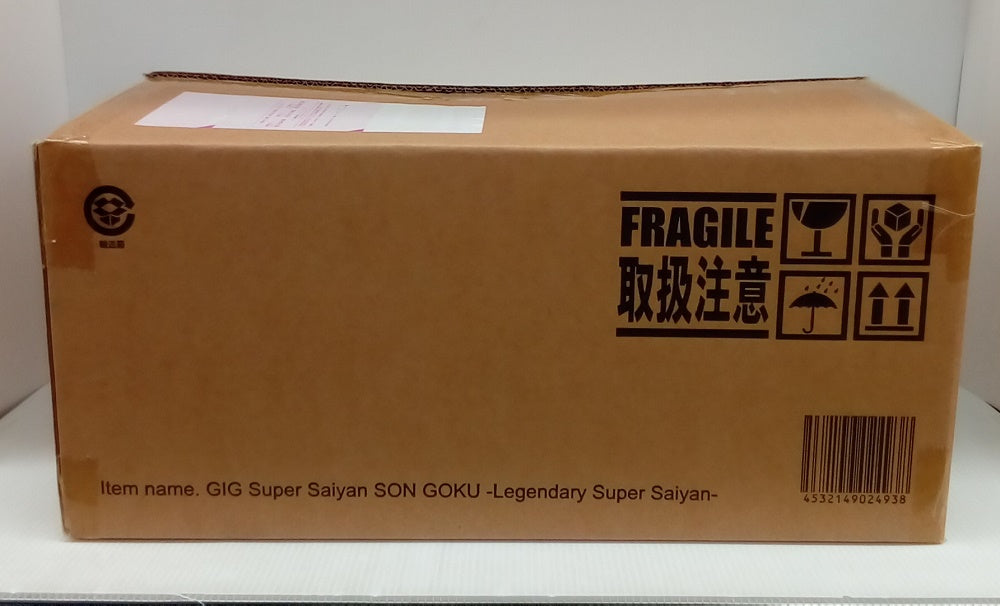 FRAGILE
取扱注意
Item name. GIG Super Saiyan SON GOKU -Legendary Super Saiyan-
4532149024938